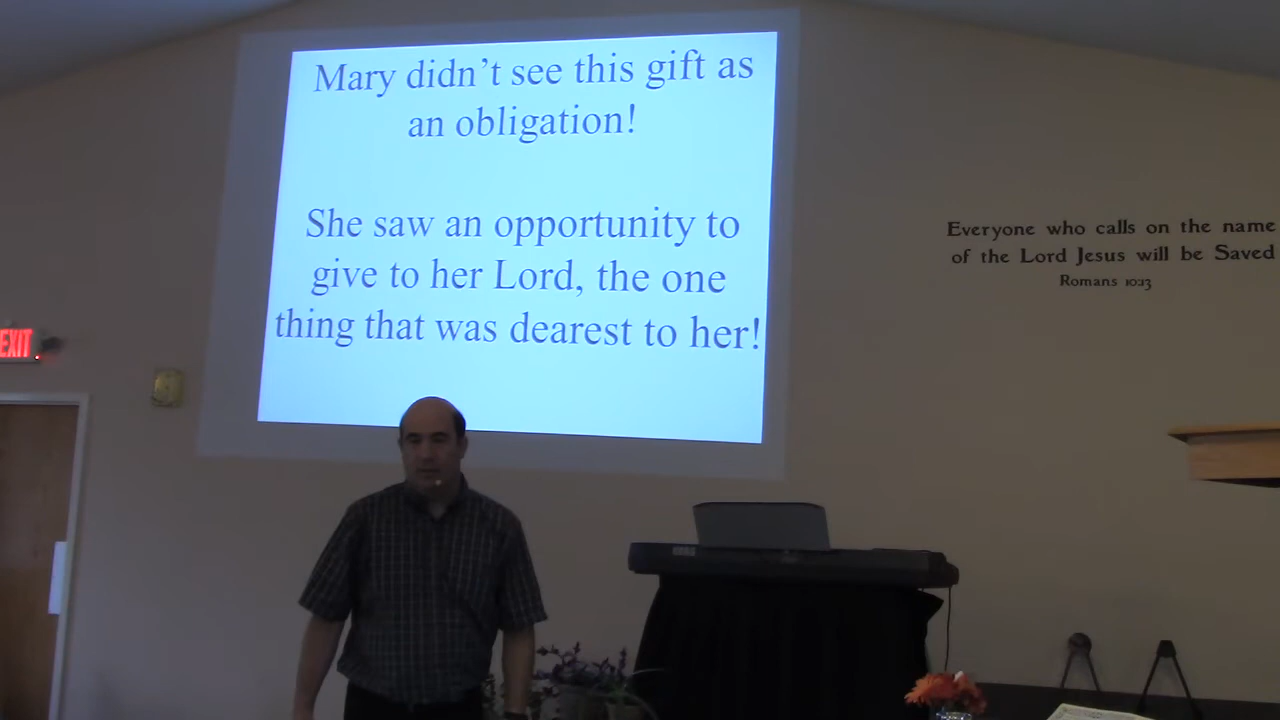 Mary didn't see this gift as
an obligation!
She saw an opportunity to
give to her Lord, the one
thing that was dearest to her!
Everyone who calls on the name
of the Lord Jesus will be Saved
Romans 10:13
EXIT
KORG